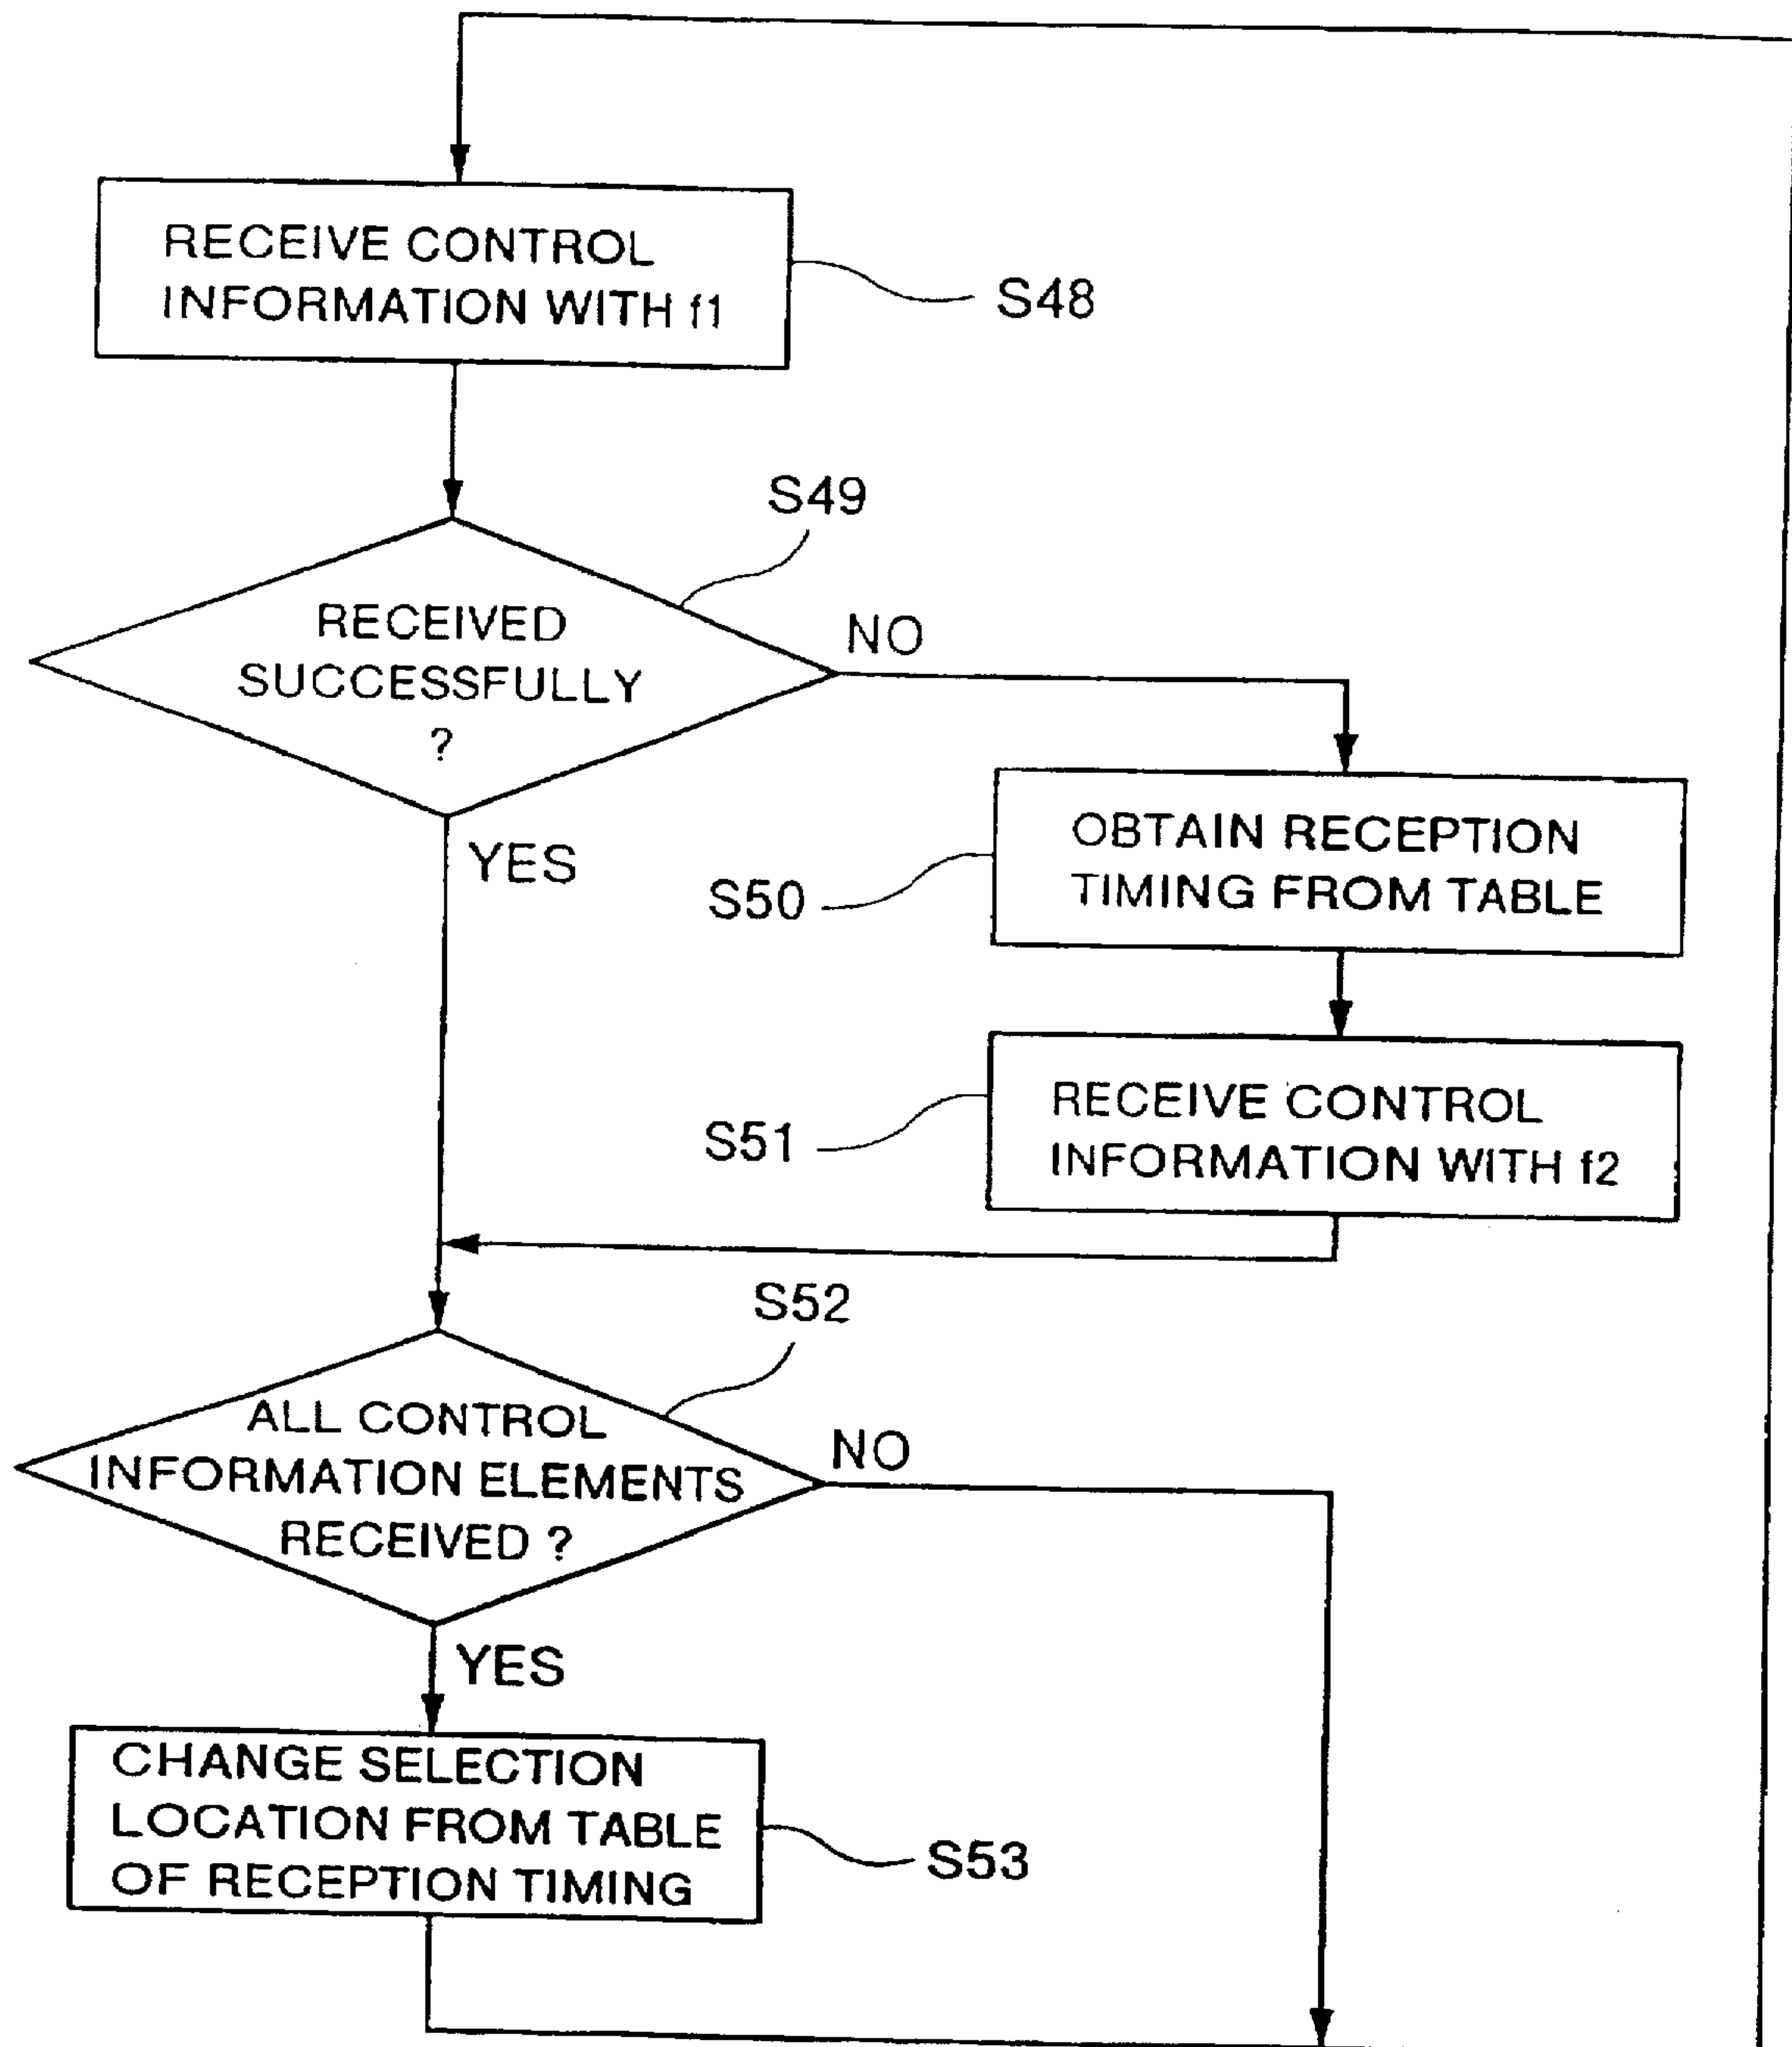 RECEIVE CONTROL
INFORMATION WITH f1
S48
S49
RECEIVED
SUCCESSFULLY
?
NO
YES
OBTAIN RECEPTION
TIMING FROM TABLE
S50
RECEIVE CONTROL
INFORMATION WITH f2
S51
S52
ALL CONTROL
INFORMATION ELEMENTS
RECEIVED ?
NO
YES
CHANGE SELECTION
LOCATION FROM TABLE
OF RECEPTION TIMING
S53